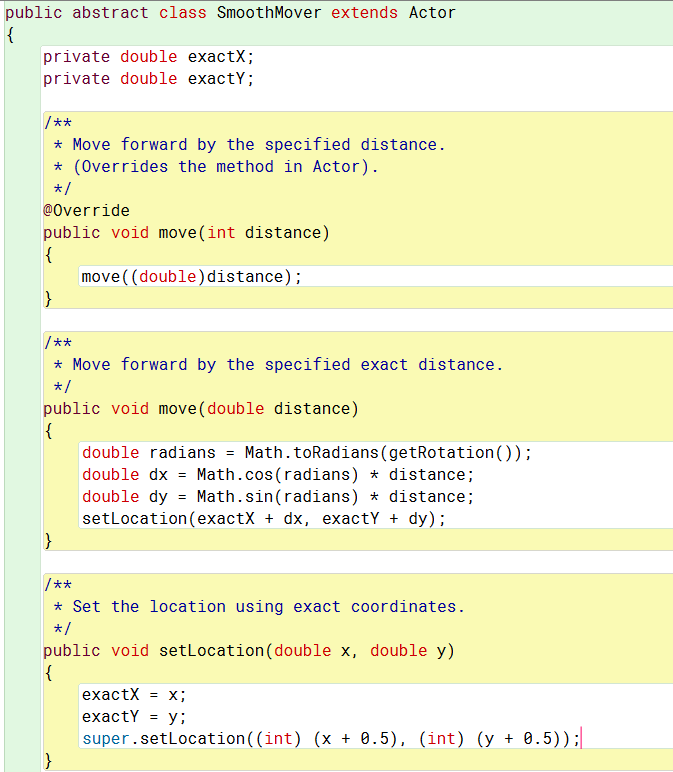 public abstract class SmoothMover extends Actor
{
private double exactX;
private double exactY;
/**
* Move forward by the specified distance.
* (Overrides the method in Actor).
*/
@Override
public void move(int distance)
{
move((double)distance);
}
/**
* Move forward by the specified exact distance.
*/
public void move(double distance)
{
double radians = Math.toRadians(getRotation());
double dx = Math.cos(radians) * distance;
double dy = Math.sin(radians) * distance;
setLocation(exactX + dx, exactY + dy);
}
/**
* Set the location using exact coordinates.
*/
public void setLocation(double x, double y)
{
exactX = x;
exactY = y;
super.setLocation((int) (x + 0.5), (int) (y + 0.5));
}